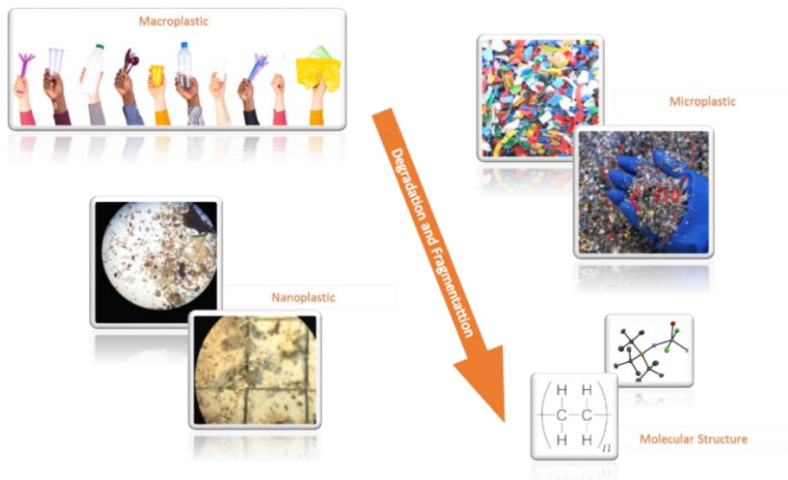 Macroplastic
Microplastic
Degradation and Fragmentattion
Nanoplastic
H H
C C
H H
n
Molecular Structure